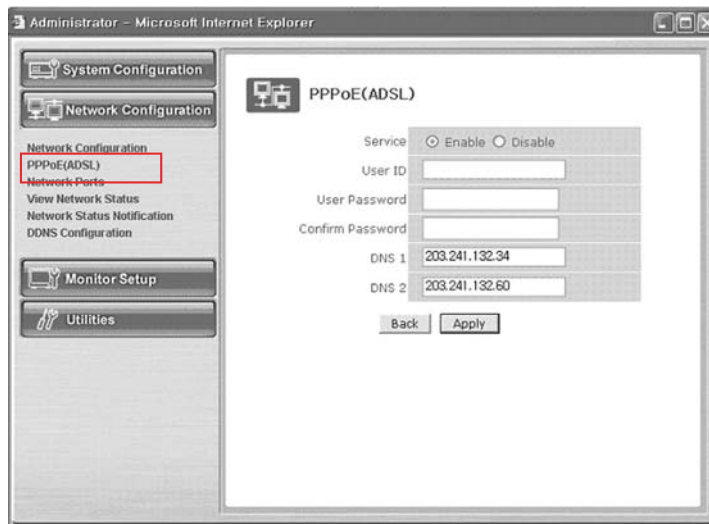 Administrator - Microsoft Internet Explorer
System Configuration
Network Configuration
Network Configuration
PPPoE(ADSL)
Network Ports
View Network Status
Network Status Notification
DDNS Configuration
Monitor Setup
Utilities
PPPoE(ADSL)
Service Enable Disable
User ID
User Password
Confirm Password
DNS 1 203.241.132.34
DNS 2 203.241.132.60
Back Apply